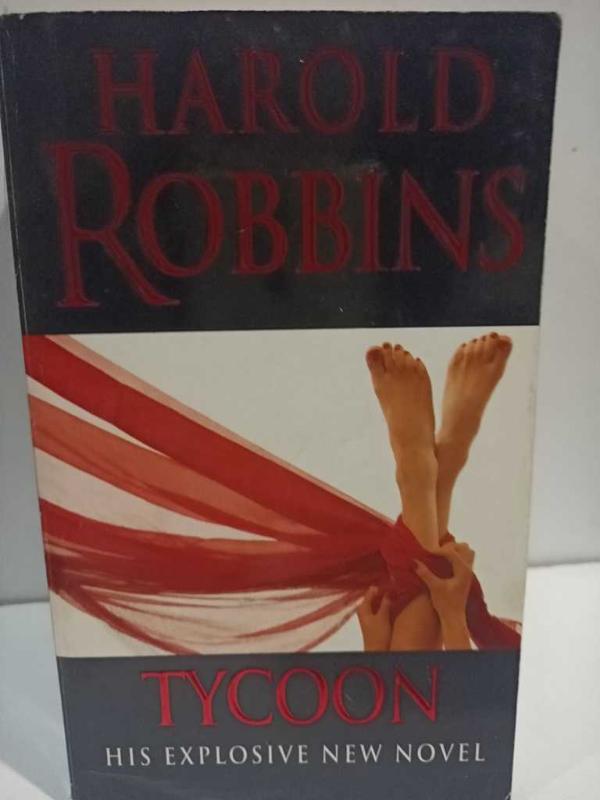 HAROLD
ROBBINS
TYCOON
HIS EXPLOSIVE NEW NOVEL